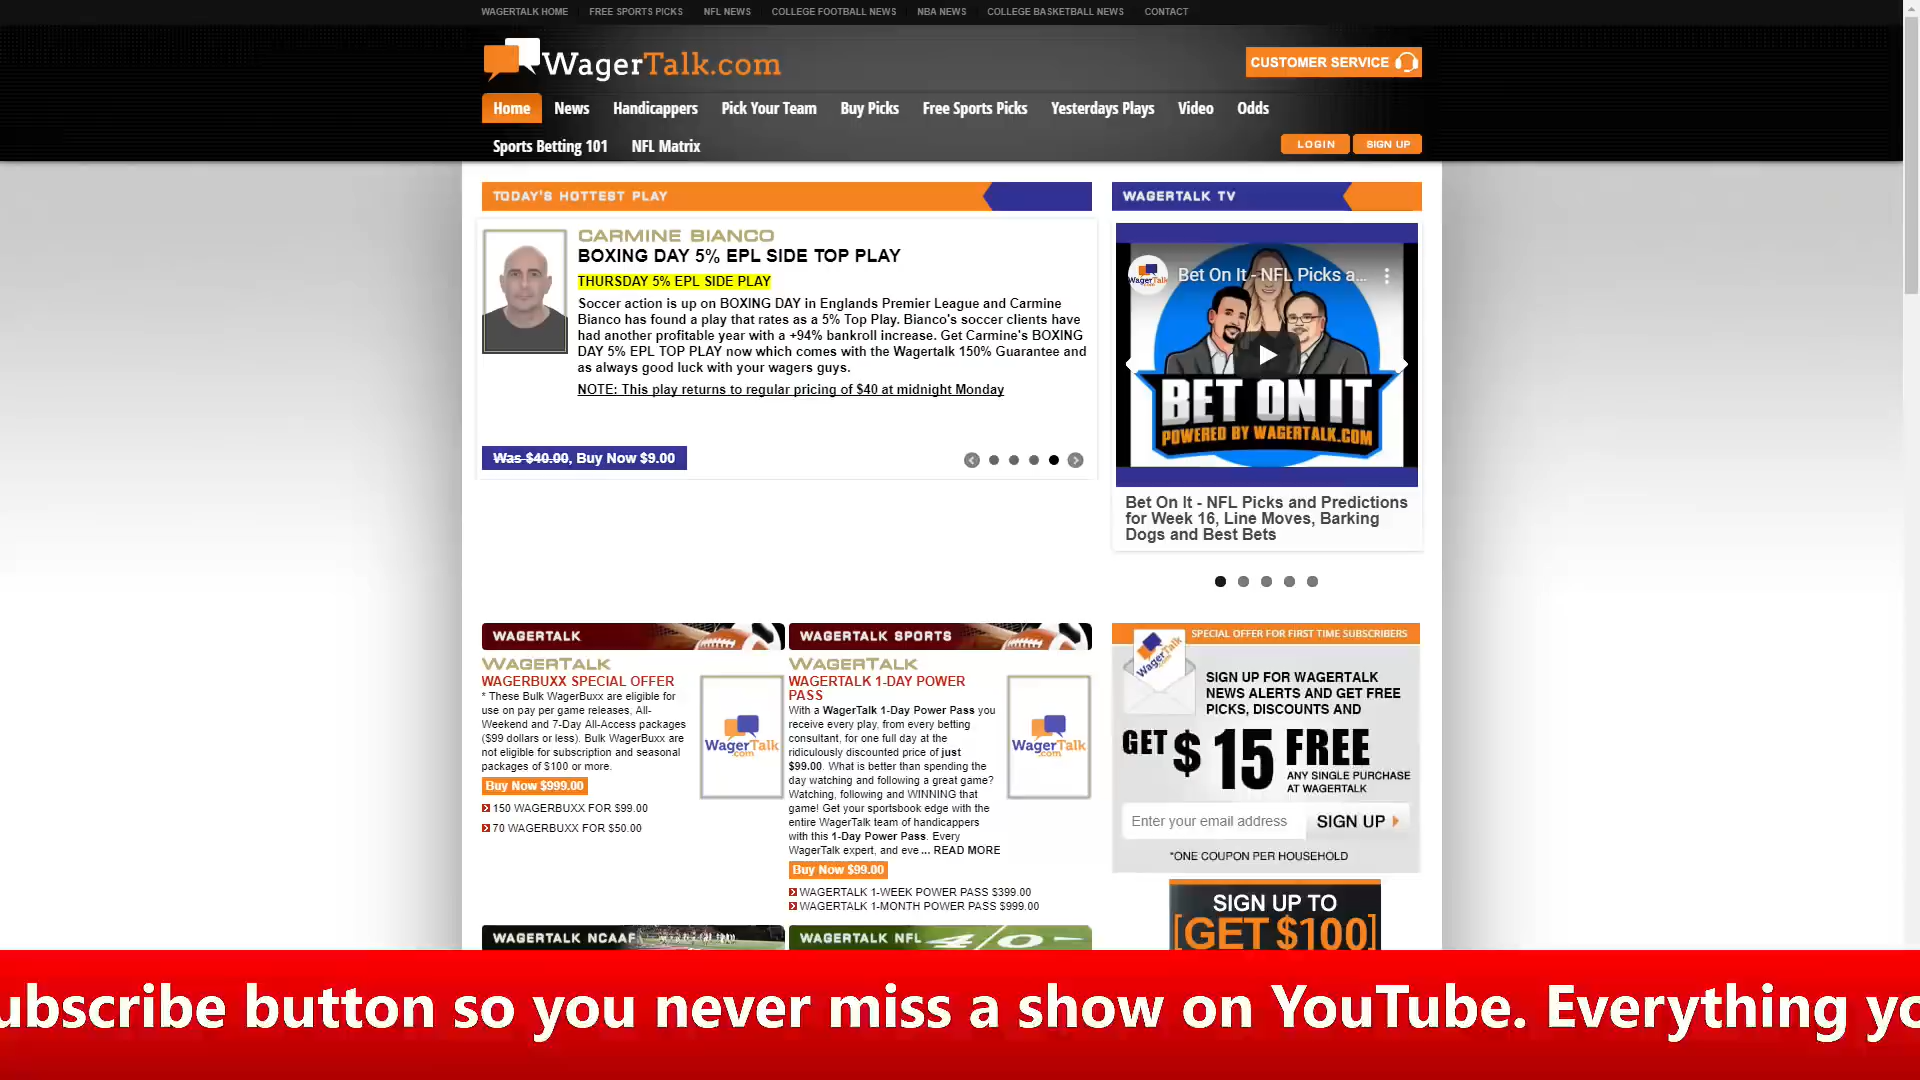 WAGERTALK HOME FREE SPORTS PICKS NFL NEWS COLLEGE FOOTBALL NEWS NBA NEWS COLLEGE BASKETBALL NEWS CONTACT
WagerTalk.com
CUSTOMER SERVICE
Home News Handicappers Pick Your Team Buy Picks Free Sports Picks Yesterdays Plays Video Odds
Sports Betting 101 NFL Matrix
LOGIN SIGN UP
TODAY'S HOTTEST PLAY
CARMINE BIANCO
BOXING DAY 5% EPL SIDE TOP PLAY
THURSDAY 5% EPL SIDE PLAY
Soccer action is up on BOXING DAY in Englands Premier League and Carmine
Bianco has found a play that rates as a 5% Top Play. Bianco's soccer clients have
had another profitable year with a +94% bankroll increase. Get Carmine's BOXING
DAY 5% EPL TOP PLAY now which comes with the Wagertalk 150% Guarantee and
as always good luck with your wagers guys.
NOTE: This play returns to regular pricing of $40 at midnight Monday
Was $40.00, Buy Now $9.00
WAGERTALK TV
WagerTalk
Bet On It - NFL Picks a...
BET ON IT
POWERED BY WAGERTALK.COM
Bet On It - NFL Picks and Predictions
for Week 16, Line Moves, Barking
Dogs and Best Bets
WAGERTALK
WAGERTALK
WAGERBUXX SPECIAL OFFER
* These Bulk WagerBuxx are eligible for
use on pay per game releases, All-
Weekend and 7-Day All-Access packages
($99 dollars or less). Bulk WagerBuxx are
not eligible for subscription and seasonal
packages of $100 or more.
WagerTalk
.com
Buy Now $999.00
150 WAGERBUXX FOR $99.00
70 WAGERBUXX FOR $50.00
WAGERTALK SPORTS
WAGERTALK
WAGERTALK 1-DAY POWER
PASS
With a WagerTalk 1-Day Power Pass you
receive every play, from every betting
consultant, for one full day at the
ridiculously discounted price of just
$99.00. What is better than spending the
day watching and following a great game?
Watching, following and WINNING that
game! Get your sportsbook edge with the
entire WagerTalk team of handicappers
with this 1-Day Power Pass. Every
WagerTalk expert, and eve ... READ MORE
WagerTalk
.com
Buy Now $99.00
WAGERTALK 1-WEEK POWER PASS $399.00
WAGERTALK 1-MONTH POWER PASS $999.00
SPECIAL OFFER FOR FIRST TIME SUBSCRIBERS
WagerTalk
SIGN UP FOR WAGERTALK
NEWS ALERTS AND GET FREE
PICKS, DISCOUNTS AND
GET $15 FREE
ANY SINGLE PURCHASE
AT WAGERTALK
Enter your email address SIGN UP
*ONE COUPON PER HOUSEHOLD
SIGN UP TO
[GET $100]
WAGERTALK NCAAF
WAGERTALK NFL
ubscribe button so you never miss a show on YouTube. Everything yo